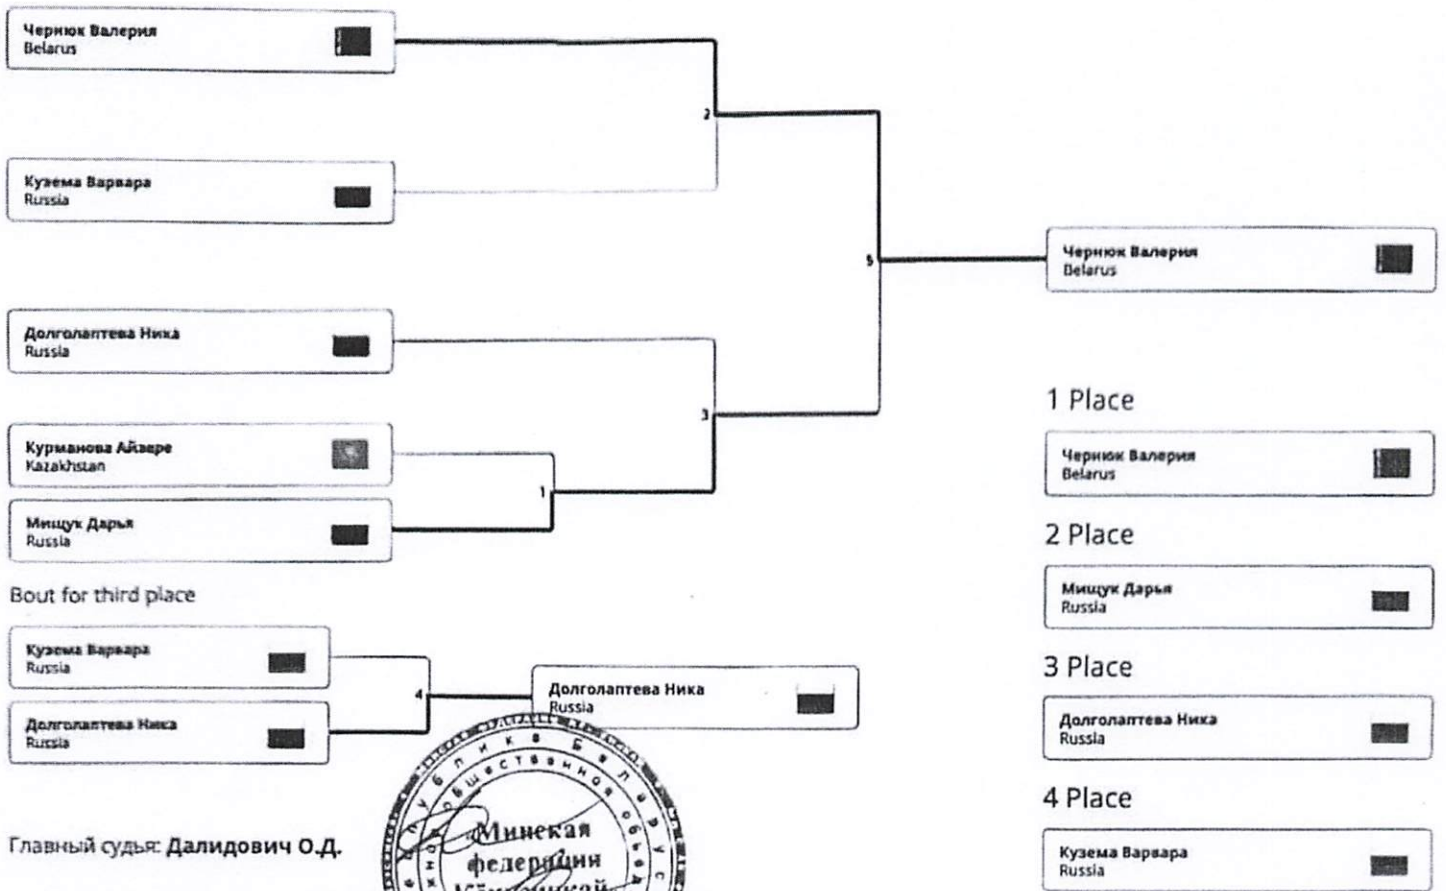 Чернюк Валерия
Belarus
2
Кузема Варвара
Russia
5
Чернюк Валерия
Belarus
Долголаптева Ника
Russia
3
Курманова Айзере
Kazakhstan
1
Мищук Дарья
Russia
Bout for third place
Кузема Варвара
Russia
4
Долголаптева Ника
Russia
Долголаптева Ника
Russia
1 Place
Чернюк Валерия
Belarus
2 Place
Мищук Дарья
Russia
3 Place
Долголаптева Ника
Russia
4 Place
Кузема Варвара
Russia
Главный судья: Далидович О.Д.
Минская
федерация